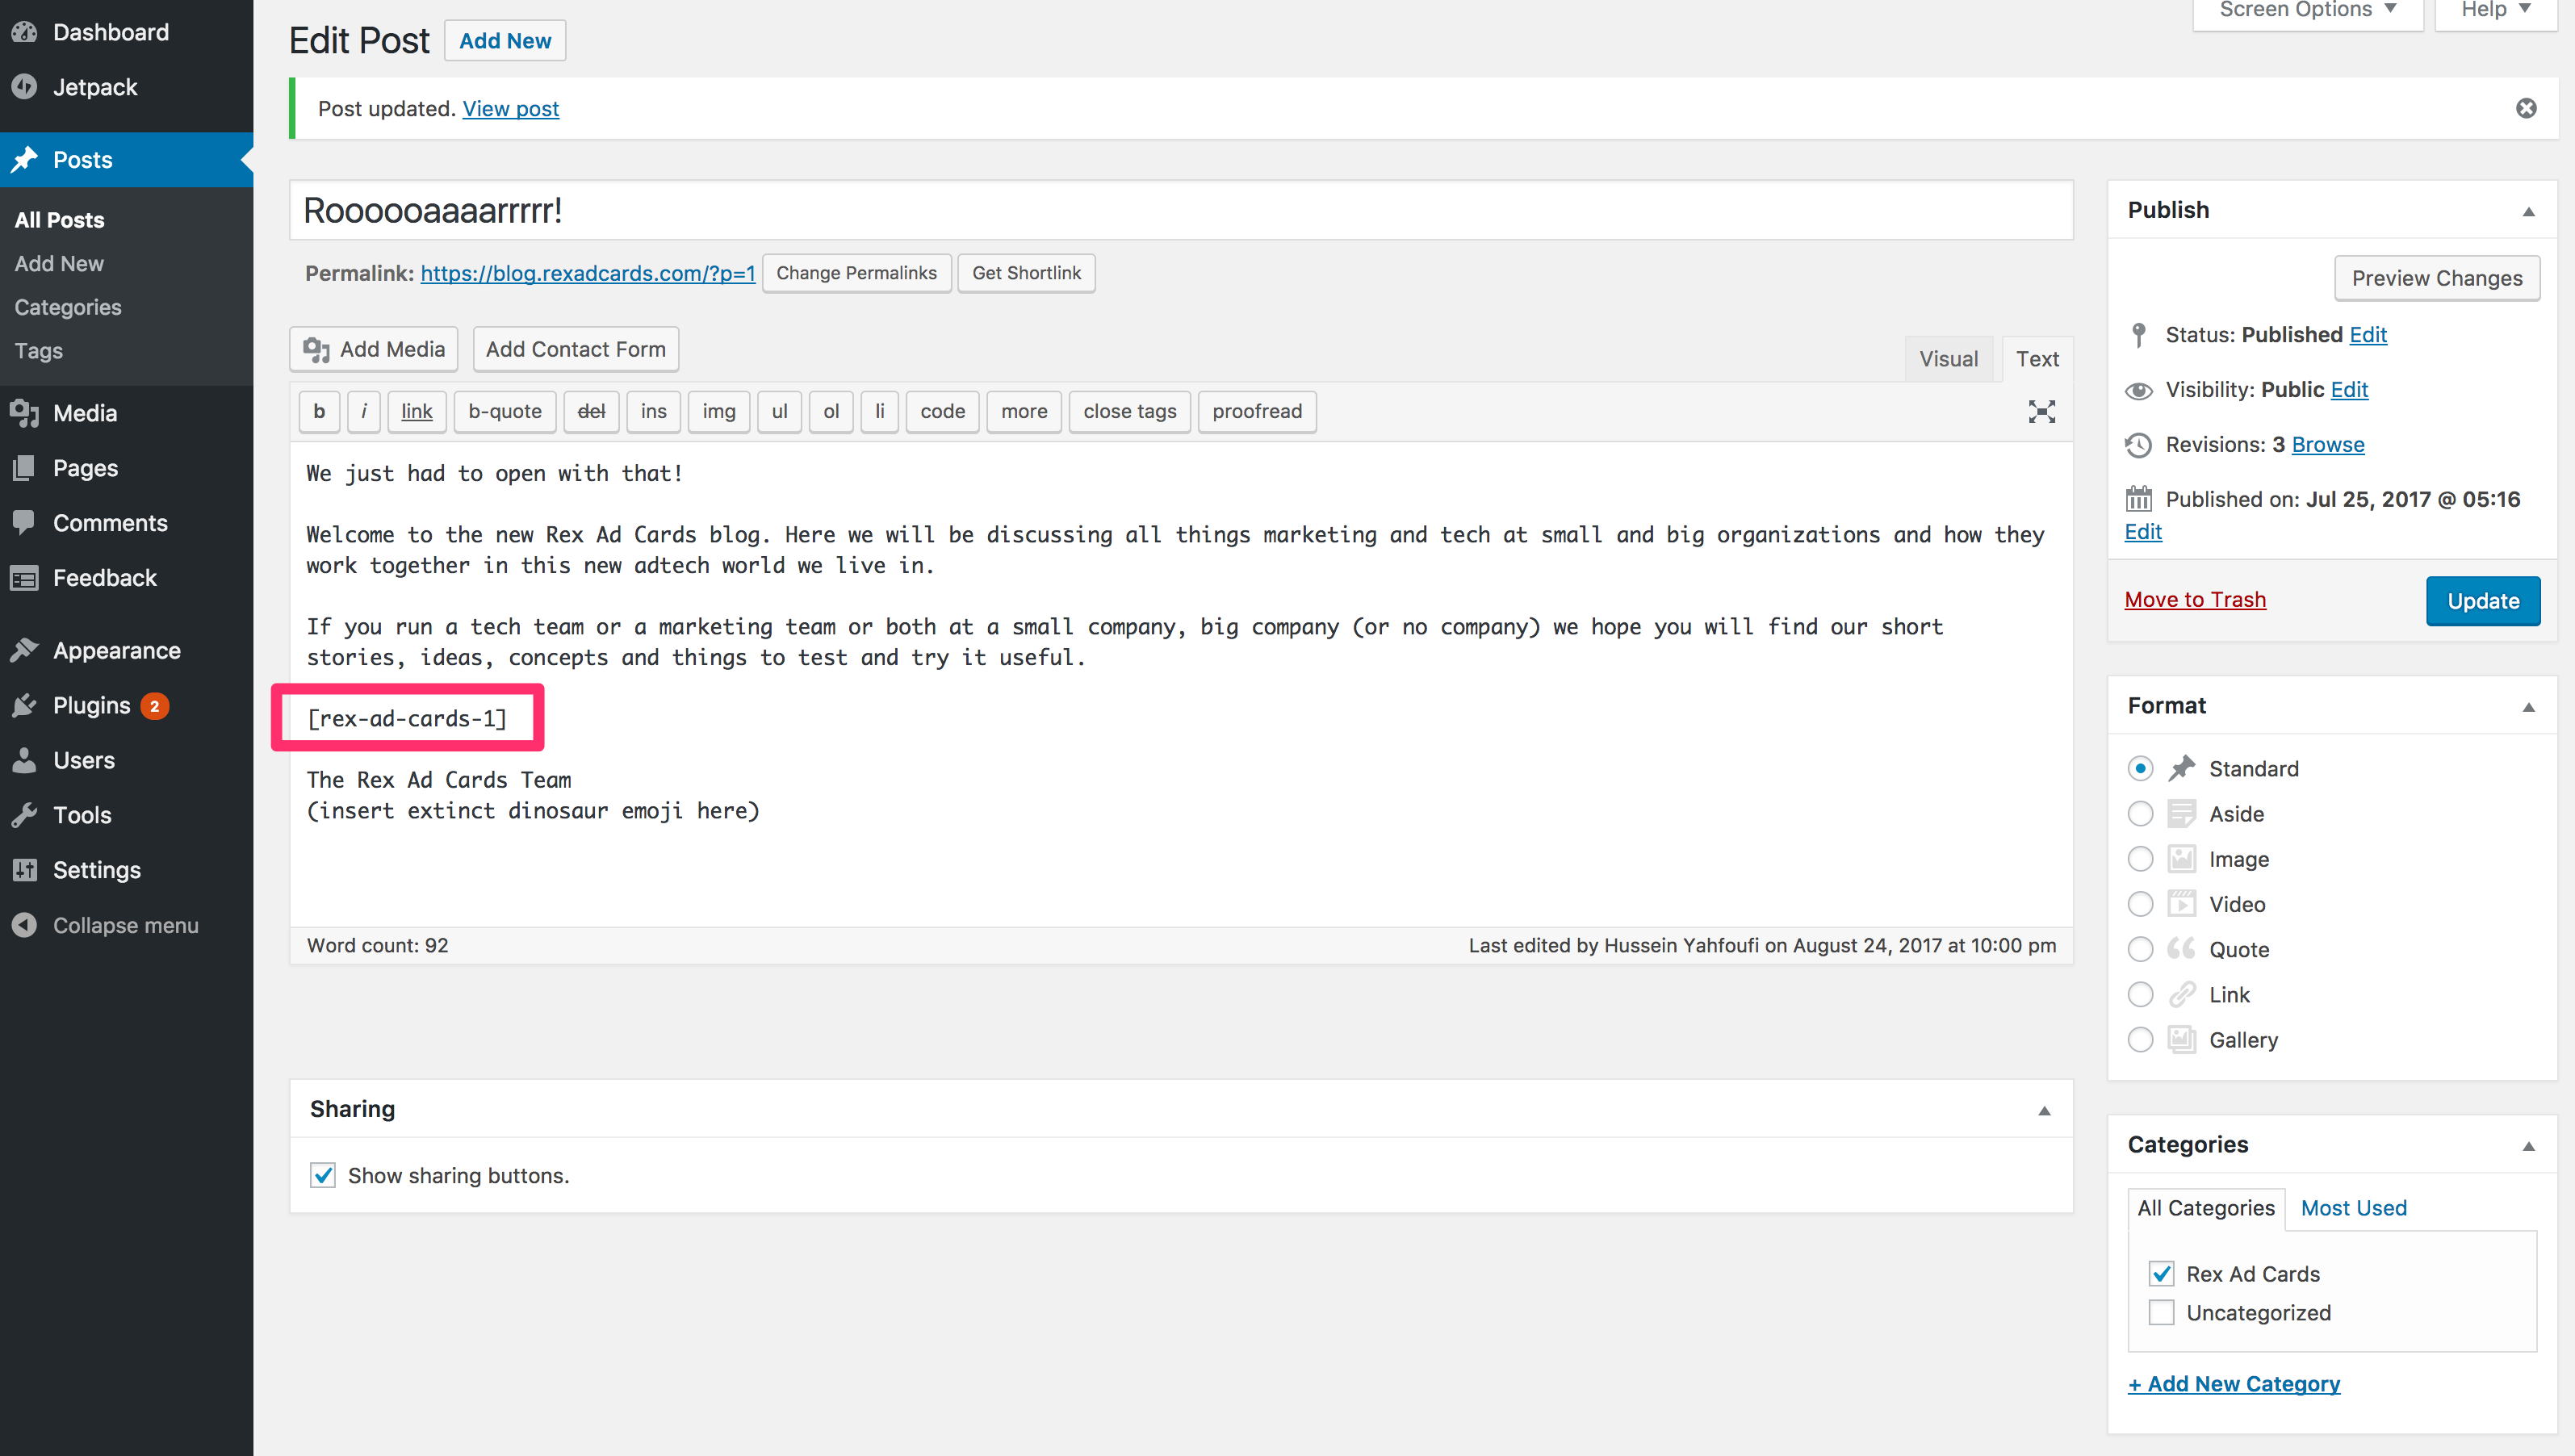 Dashboard
Jetpack
Posts
All Posts
Add New
Categories
Tags
Media
Pages
Comments
Feedback
Appearance
Plugins 2
Users
Tools
Settings
Collapse menu
Screen Options
Help
Edit Post Add New
Post updated. View post
Roooooaaaarrrrr!
Permalink: https://blog.rexadcards.com/?p=1 Change Permalinks Get Shortlink
Add Media Add Contact Form
Visual Text
b i link b-quote del ins img ul ol li code more close tags proofread
We just had to open with that!
Welcome to the new Rex Ad Cards blog. Here we will be discussing all things marketing and tech at small and big organizations and how they
work together in this new adtech world we live in.
If you run a tech team or a marketing team or both at a small company, big company (or no company) we hope you will find our short
stories, ideas, concepts and things to test and try it useful.
[rex-ad-cards-1]
The Rex Ad Cards Team
(insert extinct dinosaur emoji here)
Word count: 92 Last edited by Hussein Yahfoufi on August 24, 2017 at 10:00 pm
Sharing
Show sharing buttons.
Publish
Preview Changes
Status: Published Edit
Visibility: Public Edit
Revisions: 3 Browse
Published on: Jul 25, 2017 @ 05:16
Edit
Move to Trash Update
Format
Standard
Aside
Image
Video
Quote
Link
Gallery
Categories
All Categories Most Used
Rex Ad Cards
Uncategorized
+ Add New Category